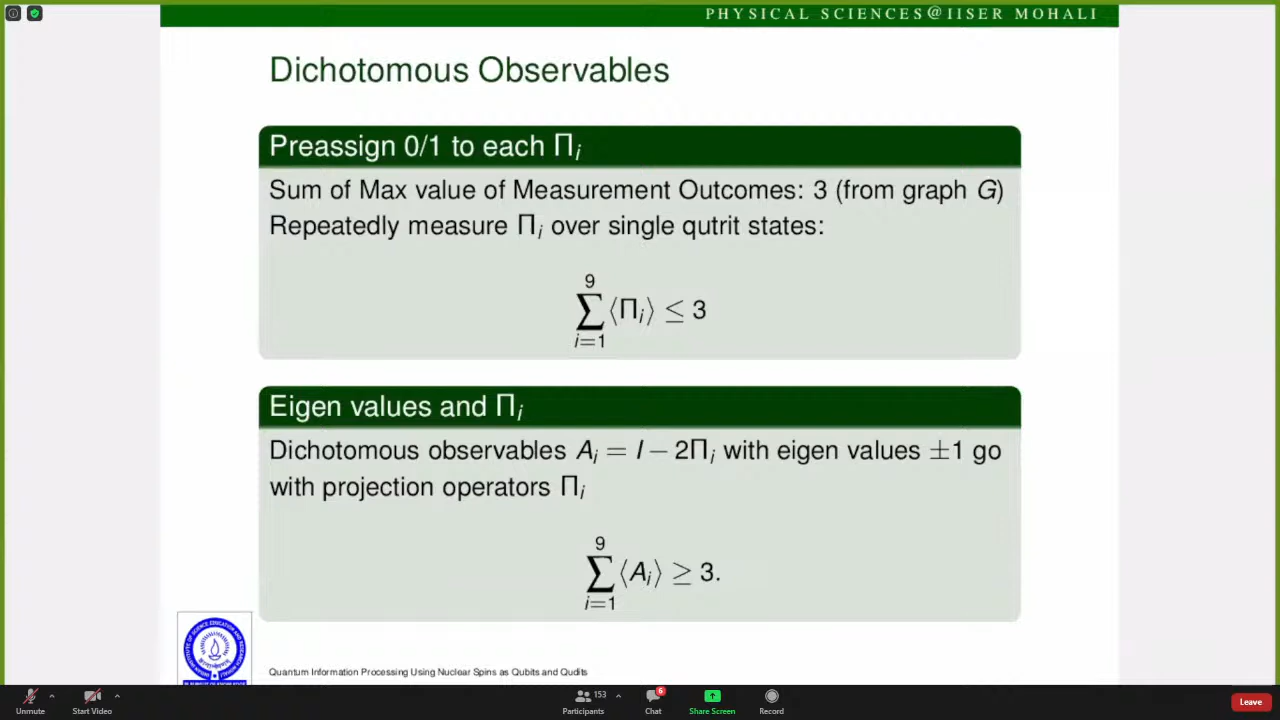 PHYSICAL SCIENCES@IISER MOHALI
Dichotomous Observables
Preassign 0/1 to each Π_i
Sum of Max value of Measurement Outcomes: 3 (from graph G)
Repeatedly measure Π_i over single qutrit states:
∑_{i=1}^{9} ⟨Π_i⟩ ≤ 3
Eigen values and Π_i
Dichotomous observables A_i = I − 2Π_i with eigen values ±1 go
with projection operators Π_i
∑_{i=1}^{9} ⟨A_i⟩ ≥ 3.
Quantum Information Processing Using Nuclear Spins as Qubits and Qudits
Unmute
Start Video
153
Participants
6
Chat
Share Screen
Record
Leave